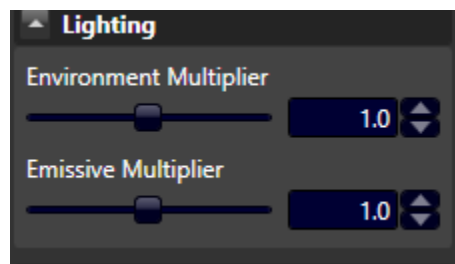 Lighting
Environment Multiplier
1.0
Emissive Multiplier
1.0